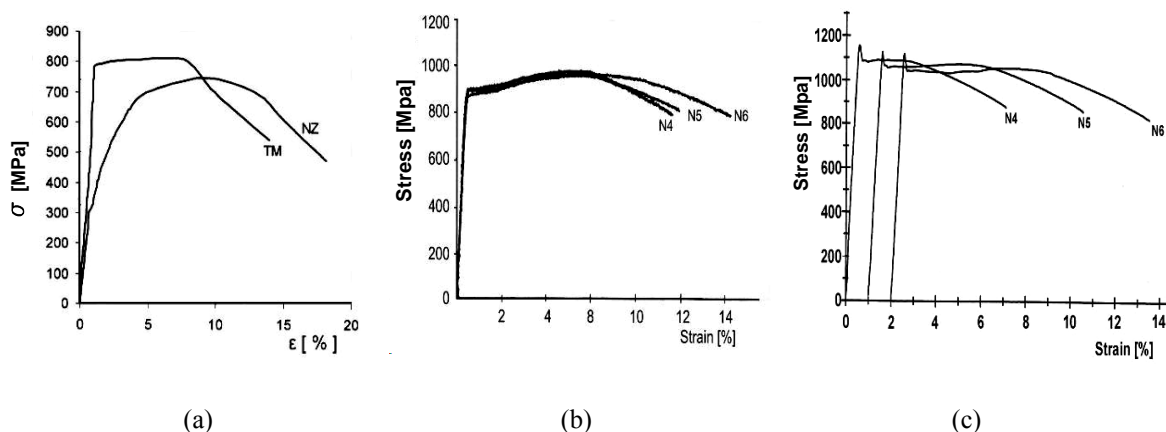 900
800
700
600
500
400
300
200
100
0
σ [MPa]
0
5
10
15
20
ε [ % ]
TM
NZ
(a)
1200
1000
800
600
400
200
0
Stress [Mpa]
2
4
8
10
12
14
Strain [%]
N4
N5
N6
(b)
1200
1000
800
600
400
200
0
Stress [Mpa]
0
2
4
6
8
10
12
14
Strain [%]
N4
N5
N6
(c)